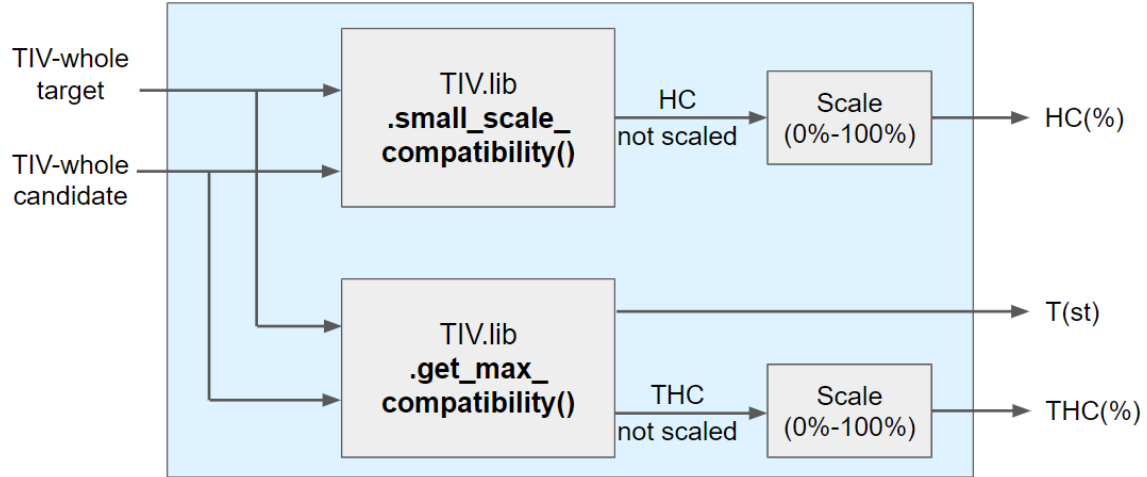 TIV-whole
target
TIV-whole
candidate
TIV.lib
.small_scale_
compatibility()
HC
not scaled
Scale
(0%-100%)
HC(%)
TIV.lib
.get_max_
compatibility()
T(st)
THC
not scaled
Scale
(0%-100%)
THC(%)